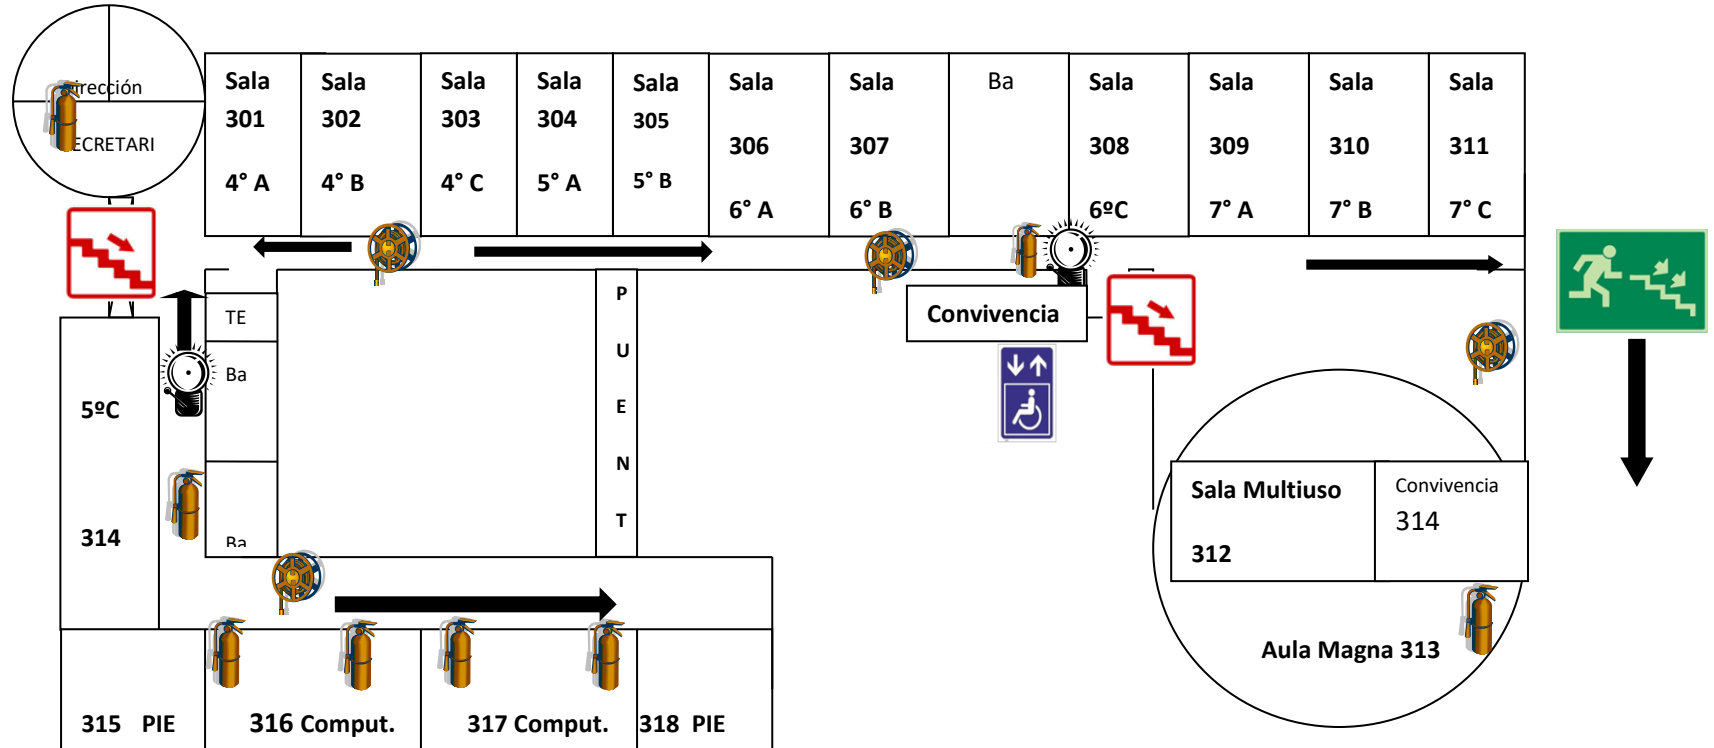 irección
ECRETARI
Sala
301
4° A
Sala
302
4° B
Sala
303
4° C
Sala
304
5° A
Sala
305
5° B
Sala
306
6° A
Sala
307
6° B
Ba
Sala
308
6ºC
Sala
309
7° A
Sala
310
7° B
Sala
311
7° C
TE
Ba
Ba
5ºC
314
P
U
E
N
T
Convivencia
Sala Multiuso
312
Convivencia
314
Aula Magna 313
315 PIE
316 Comput.
317 Comput.
318 PIE